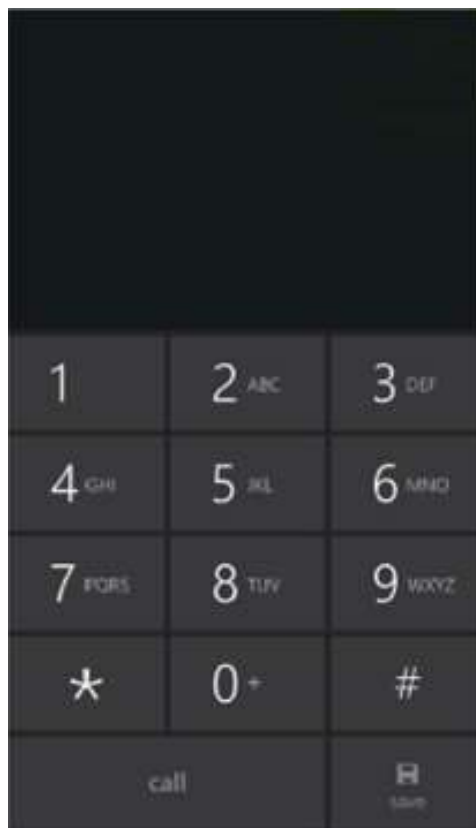 1 2 ABC 3 DEF
4 GHI 5 JKL 6 MNO
7 PQRS 8 TUV 9 WXYZ
* 0 + #
call save